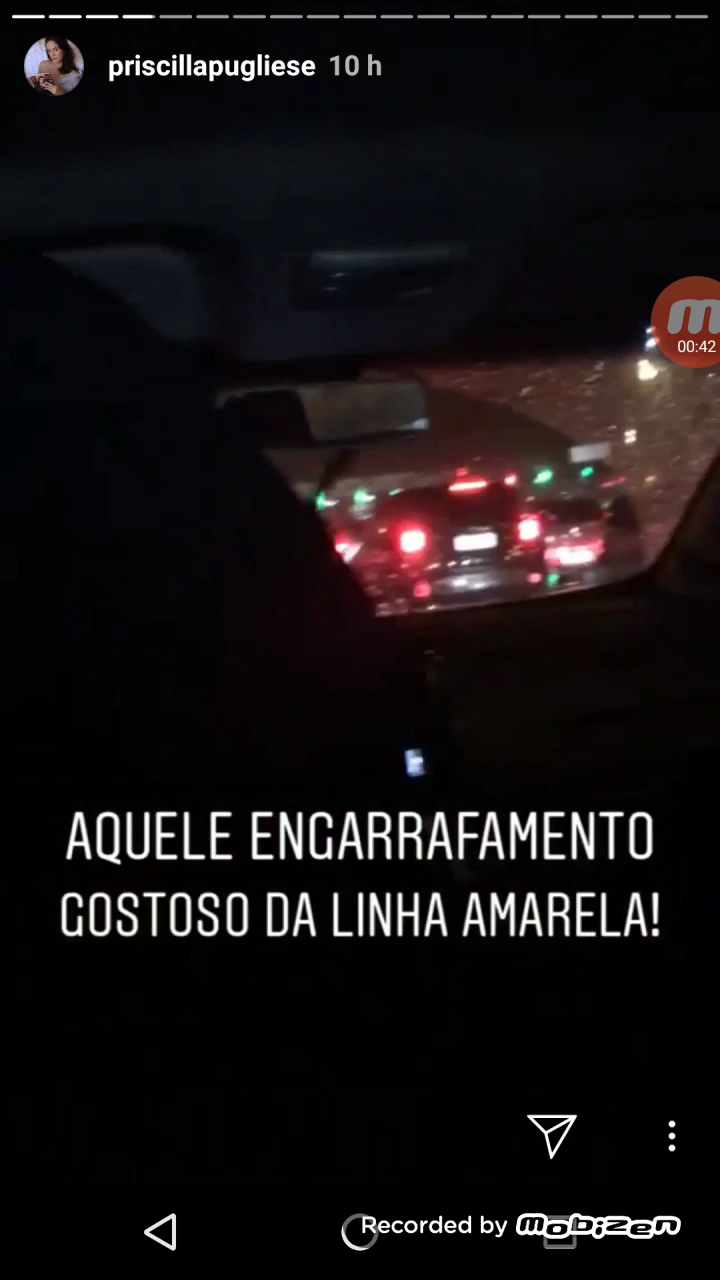 priscillapugliese 10 h
00:42
AQUELE ENGARRAFAMENTO
GOSTOSO DA LINHA AMARELA!
Recorded by mobizen